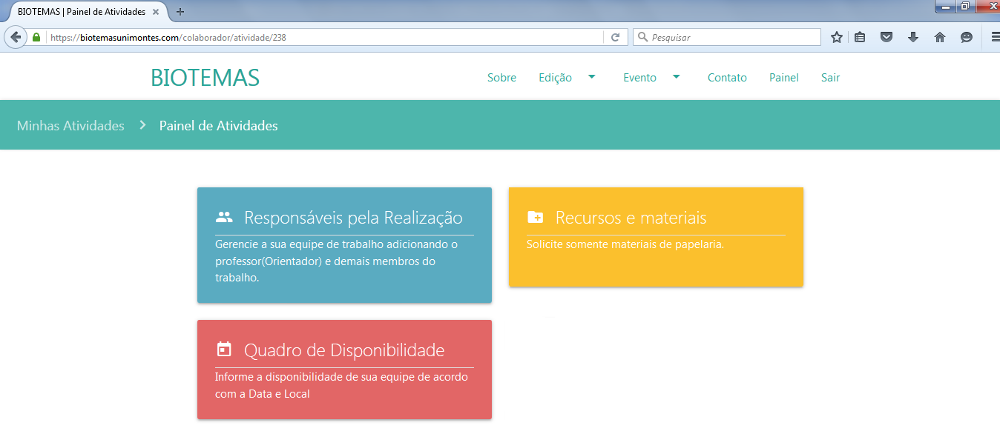 BIOTEMAS | Painel de Atividades
https://biotemasunimontes.com/colaborador/atividade/238
Pesquisar
BIOTEMAS
Sobre Edição Evento Contato Painel Sair
Minhas Atividades Painel de Atividades
Responsáveis pela Realização
Gerencie a sua equipe de trabalho adicionando o
professor(Orientador) e demais membros do
trabalho.
Recursos e materiais
Solicite somente materiais de papelaria.
Quadro de Disponibilidade
Informe a disponibilidade de sua equipe de acordo
com a Data e Local